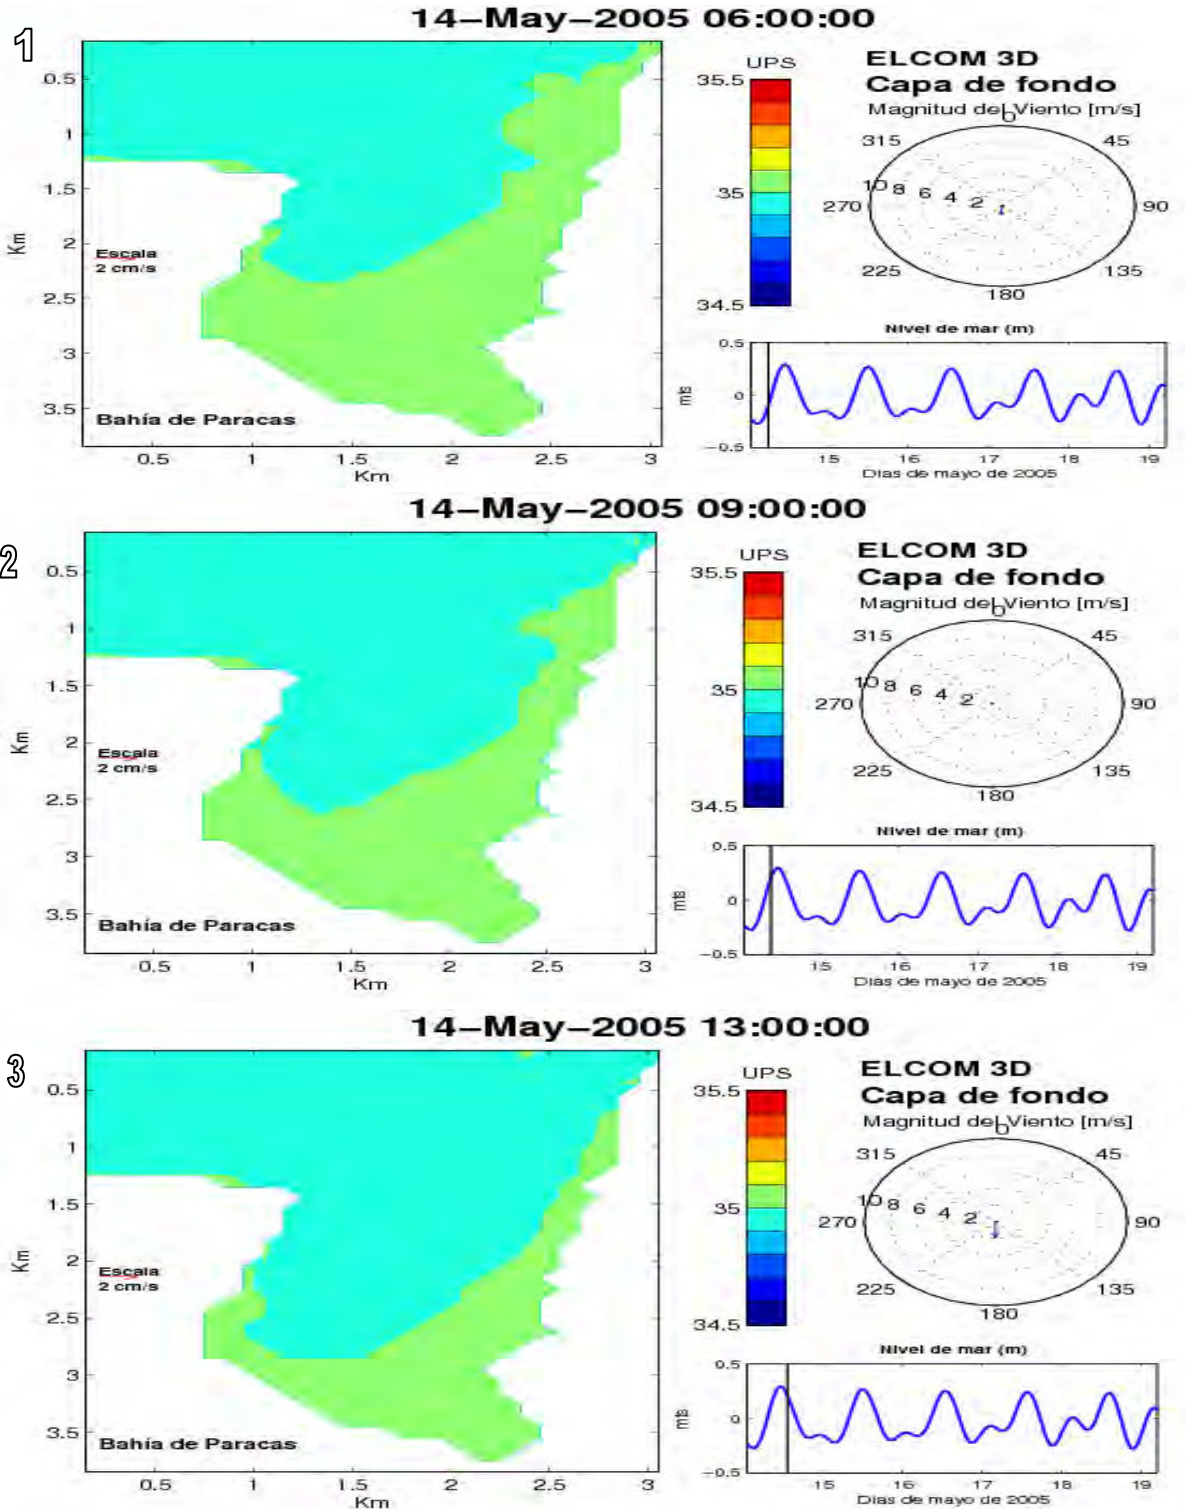 14-May-2005 06:00:00
1
UPS
ELCOM 3D
Capa de fondo
Magnitud del Viento [m/s]
0
315
45
10 8 6 4 2
270
90
225
135
180
35.5
35
34.5
0.5
1
1.5
2
2.5
3
3.5
Km
Escala
2 cm/s
Bahía de Paracas
0.5 1 1.5 2 2.5 3
Km
Nivel de mar (m)
0.5
0
-0.5
mts
15 16 17 18 19
Dias de mayo de 2005
14-May-2005 09:00:00
2
UPS
ELCOM 3D
Capa de fondo
Magnitud del Viento [m/s]
0
315
45
10 8 6 4 2
270
90
225
135
180
35.5
35
34.5
0.5
1
1.5
2
2.5
3
3.5
Km
Escala
2 cm/s
Bahía de Paracas
0.5 1 1.5 2 2.5 3
Km
Nivel de mar (m)
0.5
0
-0.5
mts
15 16 17 18 19
Dias de mayo de 2005
14-May-2005 13:00:00
3
UPS
ELCOM 3D
Capa de fondo
Magnitud del Viento [m/s]
0
315
45
10 8 6 4 2
270
90
225
135
180
35.5
35
34.5
0.5
1
1.5
2
2.5
3
3.5
Km
Escala
2 cm/s
Bahía de Paracas
0.5 1 1.5 2 2.5 3
Km
Nivel de mar (m)
0.5
0
-0.5
mts
15 16 17 18 19
Dias de mayo de 2005